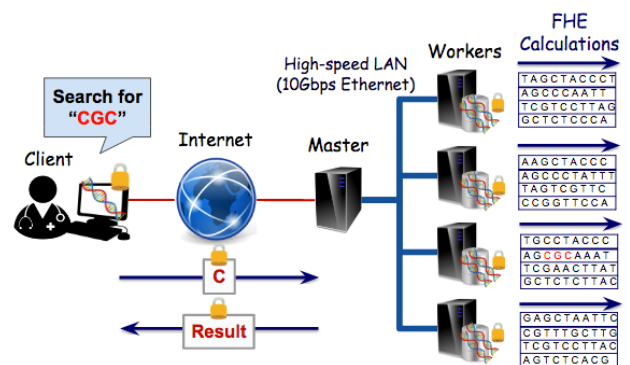 FHE
Calculations
Workers
High-speed LAN
(10Gbps Ethernet)
Search for
“CGC”
Internet
Master
Client
C
Result
TAGCTACCCT
AGCCCAATT
TCGTCCTTAG
GCTCTCCCA
AAGCTACCC
AGCCCTATTT
TAGTCGTTC
CCGGTTCCA
TGCCTACCC
AGCGCAAAT
TCGAACTTAT
GCTCTCTTAC
GAGCTAATTC
CGTTTGCTTG
TCGTCCTTAC
AGTCTCACG